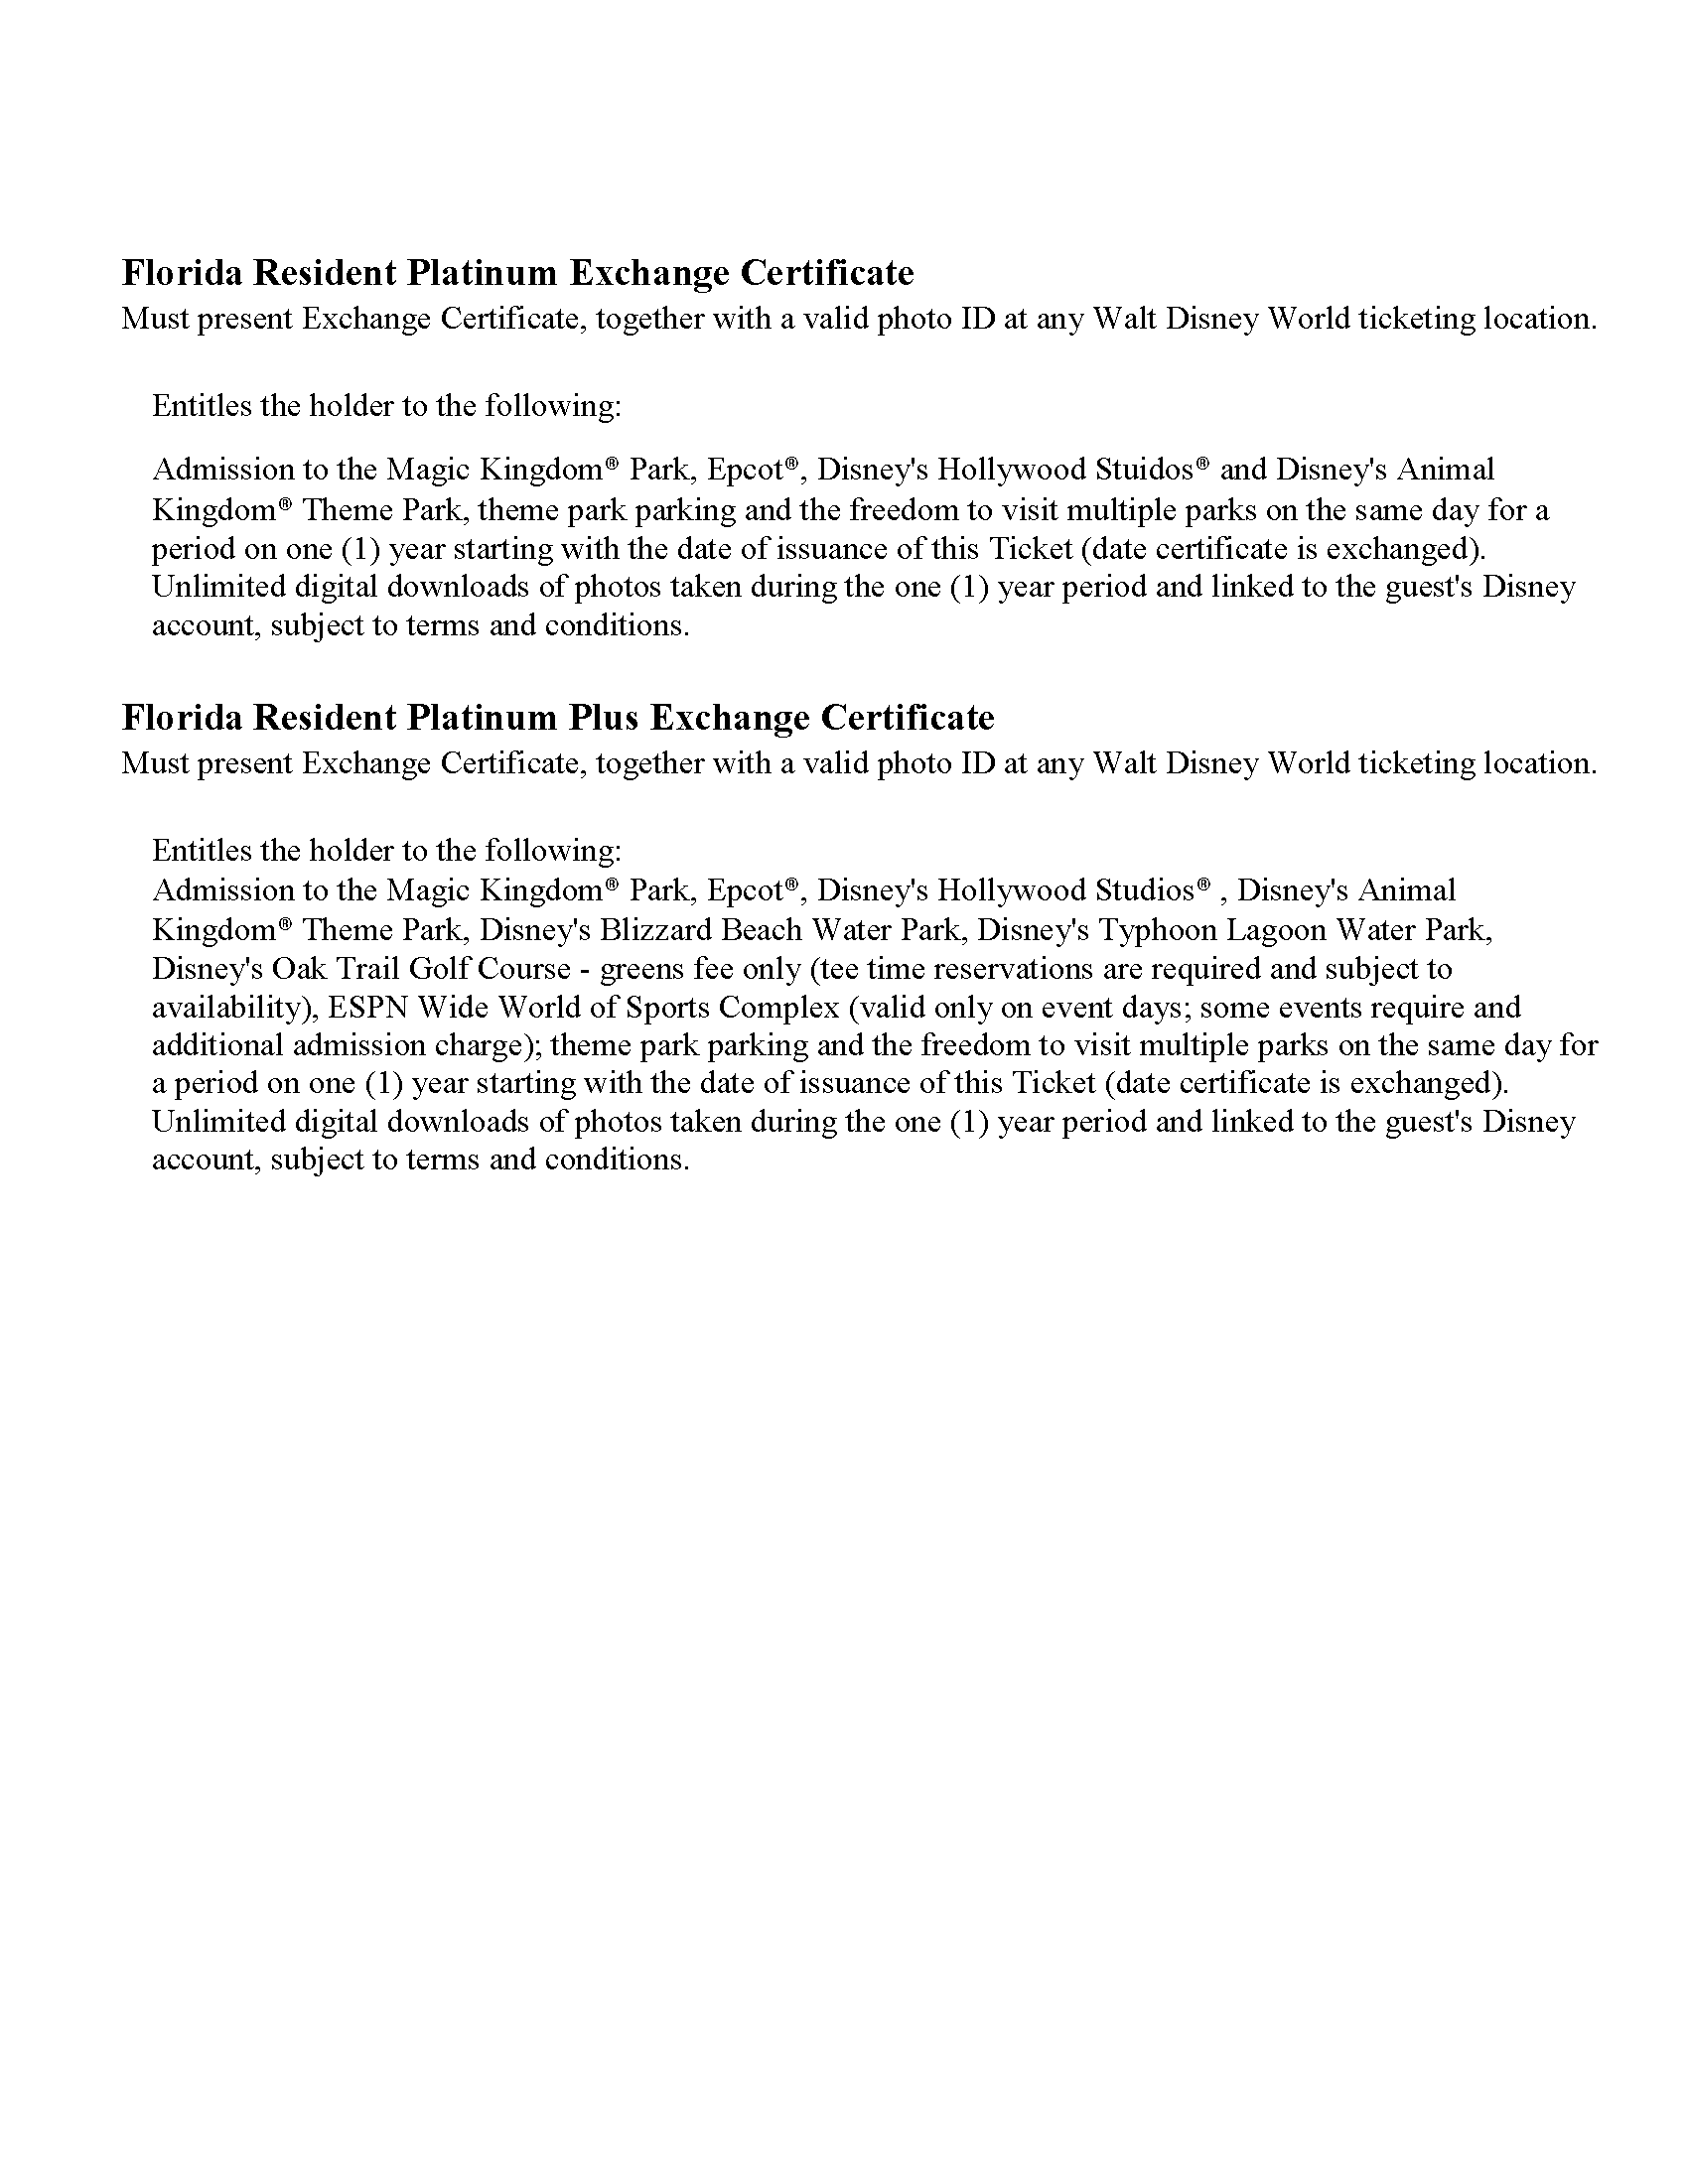 Florida Resident Platinum Exchange Certificate
Must present Exchange Certificate, together with a valid photo ID at any Walt Disney World ticketing location.
Entitles the holder to the following:
Admission to the Magic Kingdom® Park, Epcot®, Disney's Hollywood Stuidos® and Disney's Animal
Kingdom® Theme Park, theme park parking and the freedom to visit multiple parks on the same day for a
period on one (1) year starting with the date of issuance of this Ticket (date certificate is exchanged).
Unlimited digital downloads of photos taken during the one (1) year period and linked to the guest's Disney
account, subject to terms and conditions.
Florida Resident Platinum Plus Exchange Certificate
Must present Exchange Certificate, together with a valid photo ID at any Walt Disney World ticketing location.
Entitles the holder to the following:
Admission to the Magic Kingdom® Park, Epcot®, Disney's Hollywood Studios® , Disney's Animal
Kingdom® Theme Park, Disney's Blizzard Beach Water Park, Disney's Typhoon Lagoon Water Park,
Disney's Oak Trail Golf Course - greens fee only (tee time reservations are required and subject to
availability), ESPN Wide World of Sports Complex (valid only on event days; some events require and
additional admission charge); theme park parking and the freedom to visit multiple parks on the same day for
a period on one (1) year starting with the date of issuance of this Ticket (date certificate is exchanged).
Unlimited digital downloads of photos taken during the one (1) year period and linked to the guest's Disney
account, subject to terms and conditions.